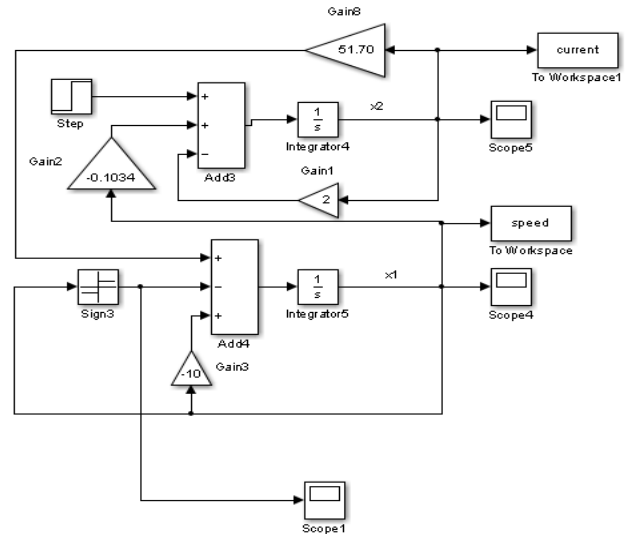 Gain8
51.70
current
To Workspace1
Step
+
+
−
Add3
1
s
Integrator4
x2
Scope5
Gain2
-0.1034
Gain1
2
speed
To Workspace
Sign3
+
−
+
Add4
1
s
Integrator5
x1
Scope4
-10
Gain3
Scope1